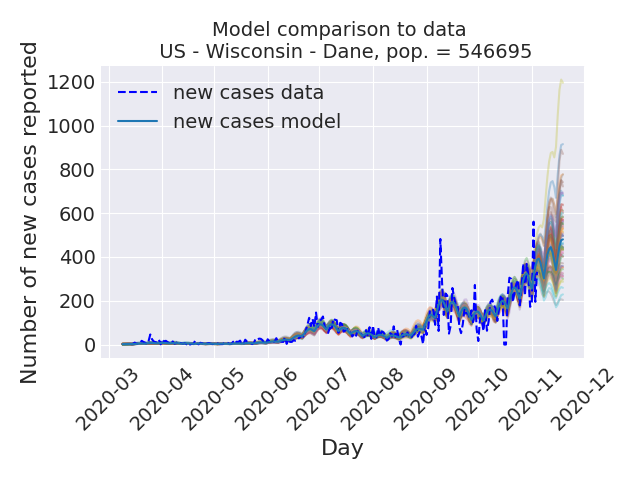 Model comparison to data
US - Wisconsin - Dane, pop. = 546695
Number of new cases reported
1200
1000
800
600
400
200
0
new cases data
new cases model
2020-03
2020-04
2020-05
2020-06
2020-07
2020-08
2020-09
2020-10
2020-11
2020-12
Day